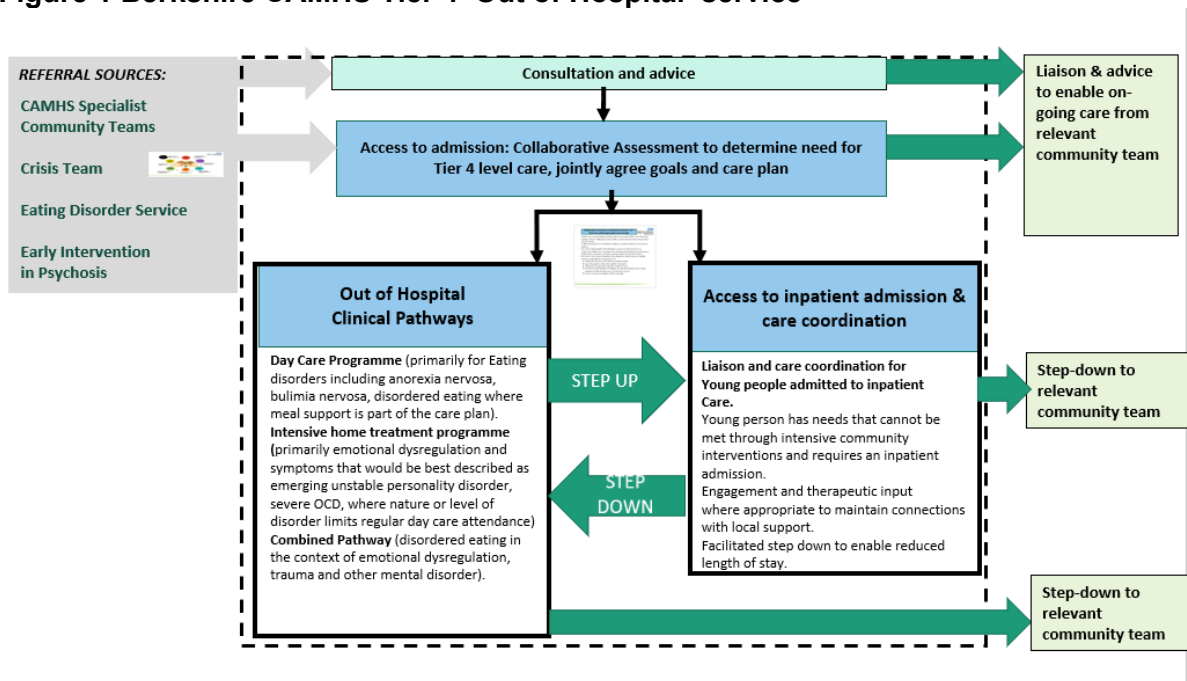 Figure 1 Berkshire CAMHS Tier 4 'Out of Hospital' service
REFERRAL SOURCES:
CAMHS Specialist
Community Teams
Crisis Team
Eating Disorder Service
Early Intervention
in Psychosis
Consultation and advice
Access to admission: Collaborative Assessment to determine need for
Tier 4 level care, jointly agree goals and care plan
Liaison & advice
to enable on-
going care from
relevant
community team
Out of Hospital
Clinical Pathways
Day Care Programme (primarily for Eating
disorders including anorexia nervosa,
bulimia nervosa, disordered eating where
meal support is part of the care plan).
Intensive home treatment programme
(primarily emotional dysregulation and
symptoms that would be best described as
emerging unstable personality disorder,
severe OCD, where nature or level of
disorder limits regular day care attendance)
Combined Pathway (disordered eating in
the context of emotional dysregulation,
trauma and other mental disorder).
STEP UP
STEP
DOWN
Access to inpatient admission &
care coordination
Liaison and care coordination for
Young people admitted to inpatient
Care.
Young person has needs that cannot be
met through intensive community
interventions and requires an inpatient
admission.
Engagement and therapeutic input
where appropriate to maintain connections
with local support.
Facilitated step down to enable reduced
length of stay.
Step-down to
relevant
community team
Step-down to
relevant
community team